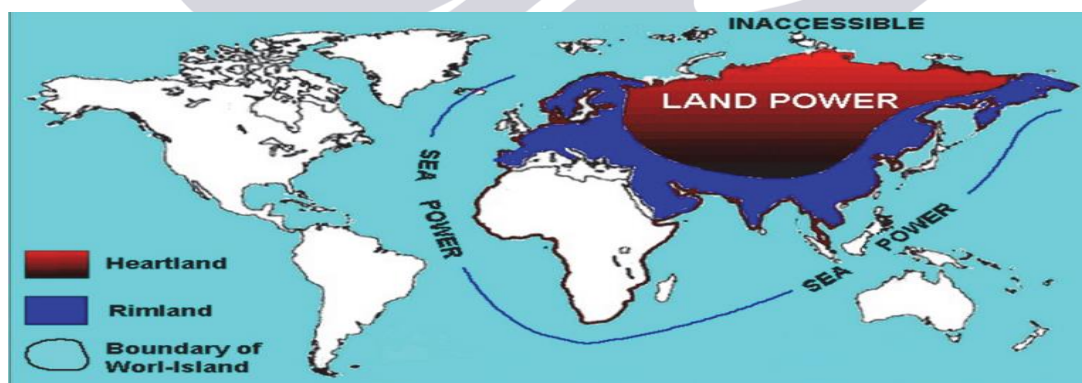 INACCESSIBLE
LAND POWER
SEA POWER
SEA POWER
Heartland
Rimland
Boundary of
Worl-Island